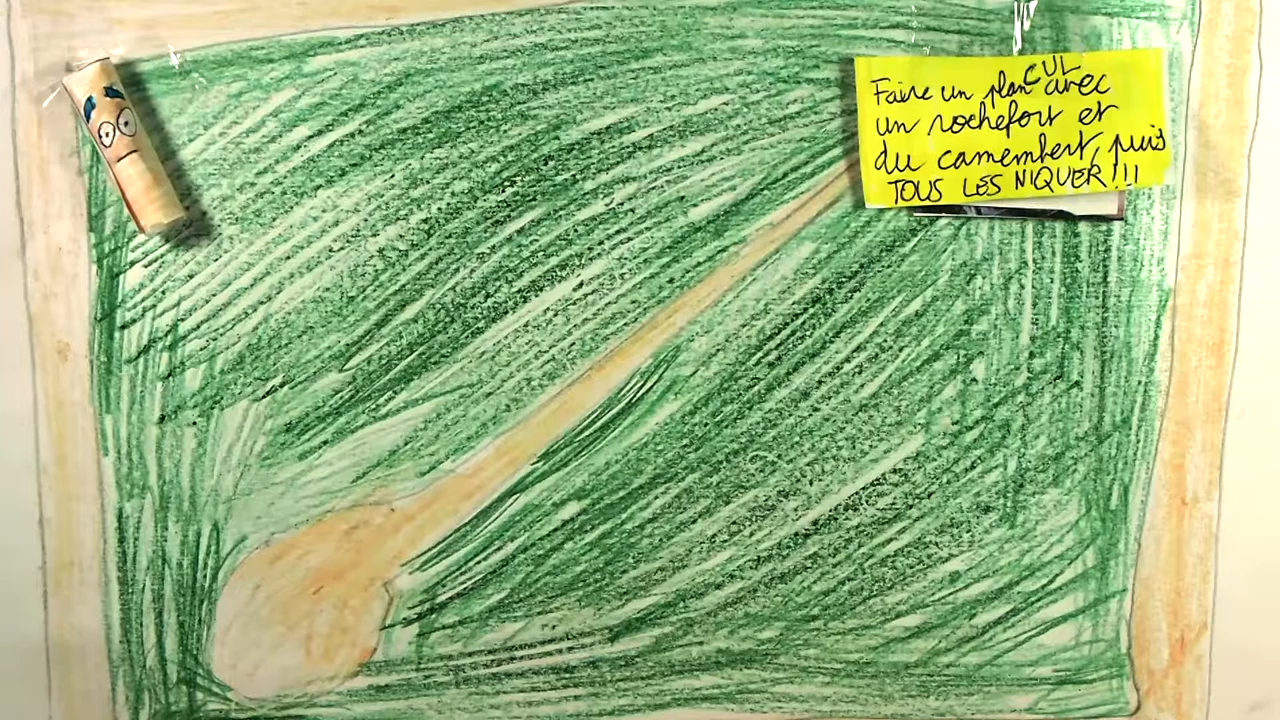 CUL
Faire un plan avec
un rochefort et
du camembert, puis
TOUS LES NIQUER!!!